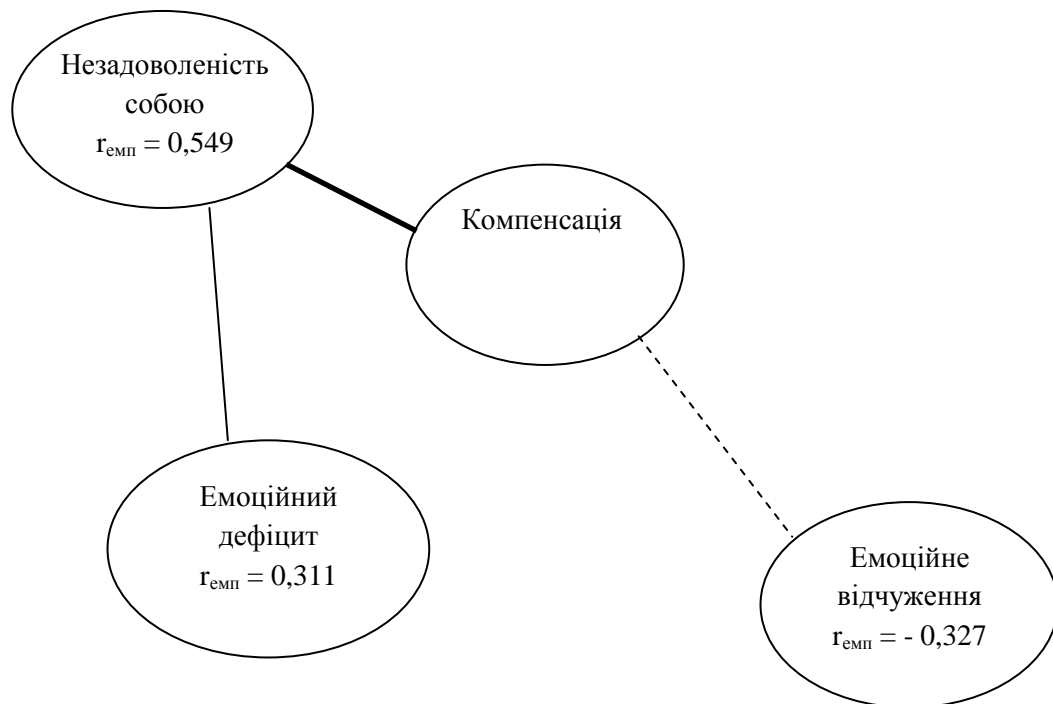 Незадоволеність
собою
rемп = 0,549
Компенсація
Емоційний
дефіцит
rемп = 0,311
Емоційне
відчуження
rемп = - 0,327